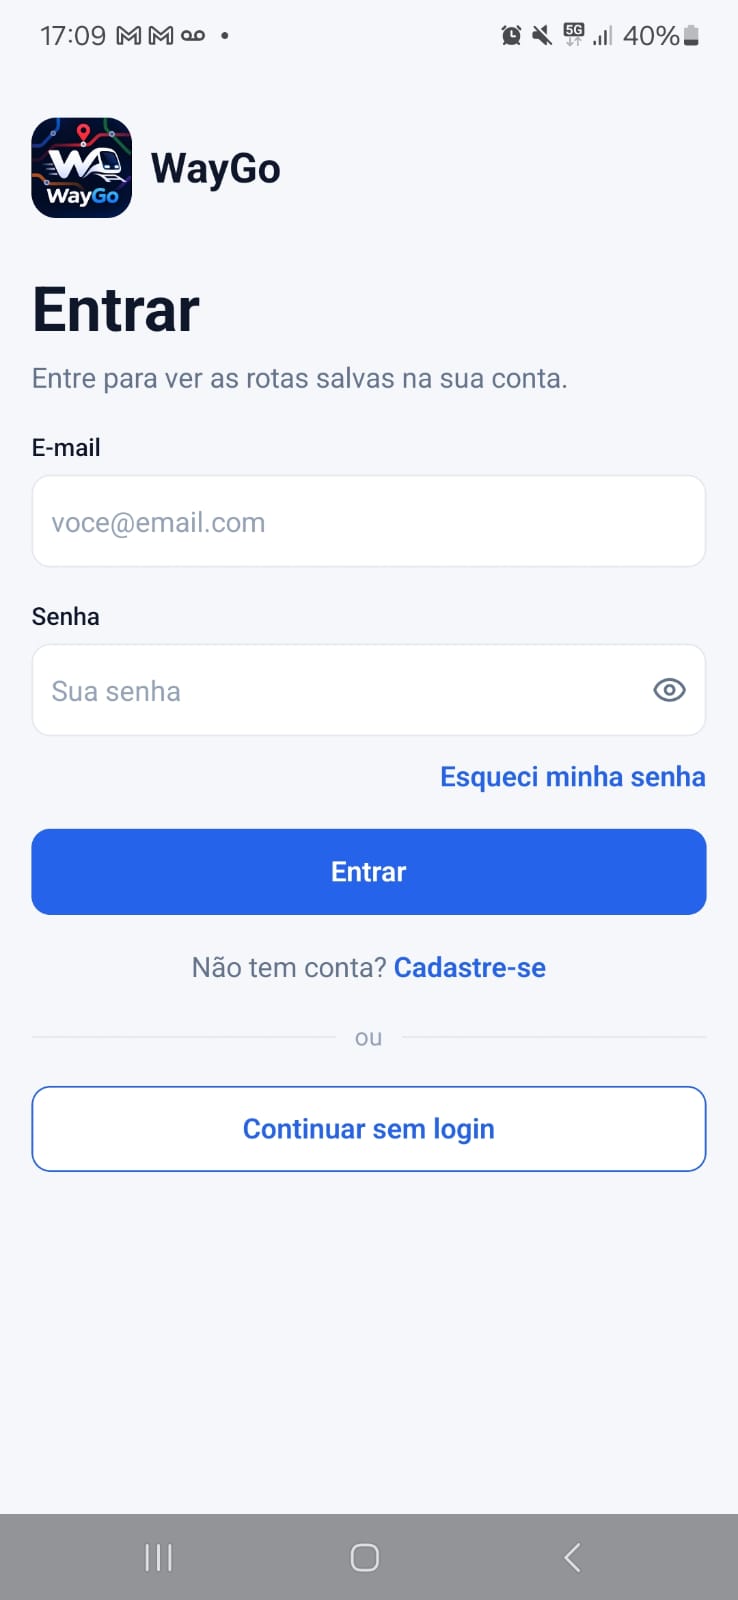 17:09
5G
40%
WayGo
WayGo
Entrar
Entre para ver as rotas salvas na sua conta.
E-mail
voce@email.com
Senha
Sua senha
Esqueci minha senha
Entrar
Não tem conta? Cadastre-se
ou
Continuar sem login